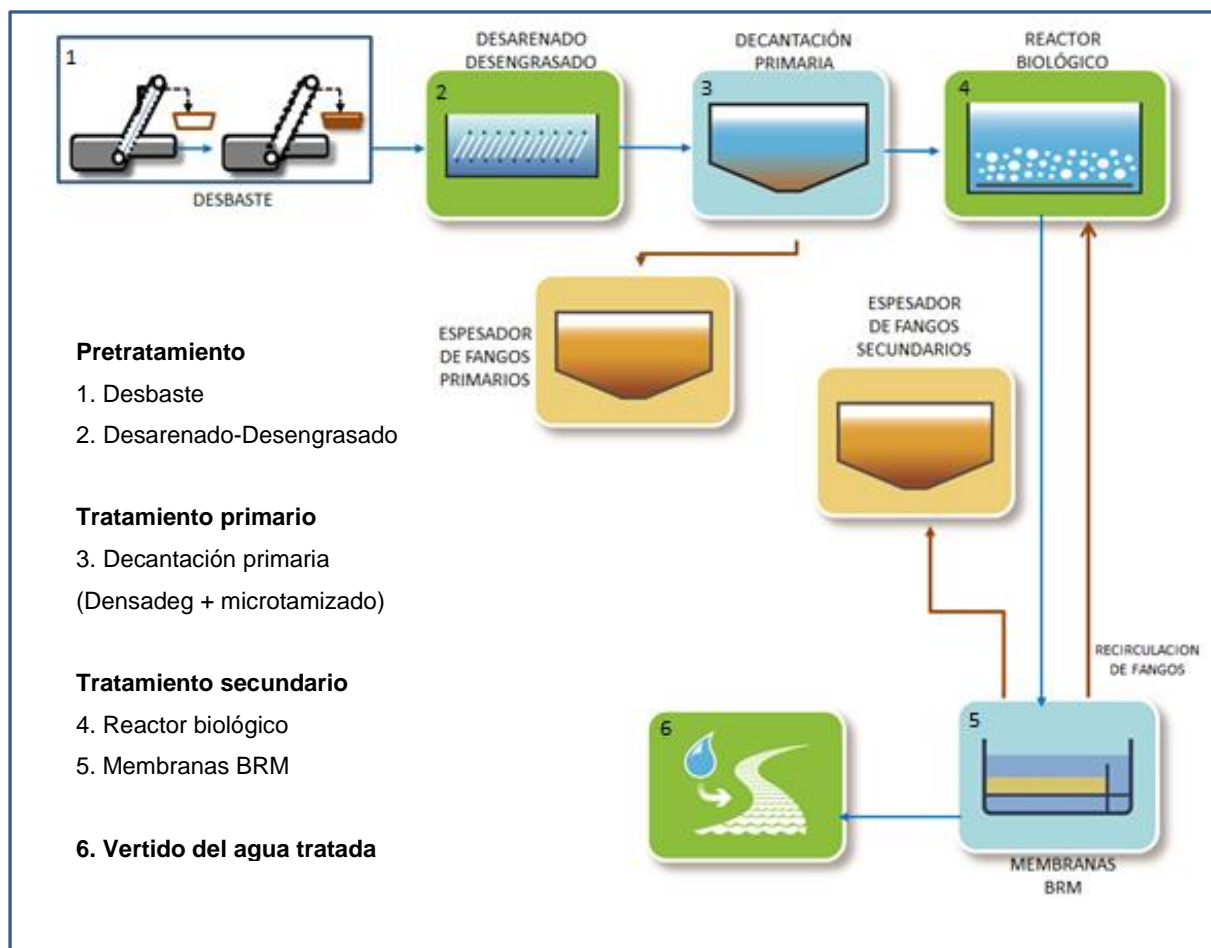 1
DESBASTE
DESARENADO
DESENGRASADO
2
DECANTACIÓN
PRIMARIA
3
REACTOR
BIOLÓGICO
4
ESPESADOR
DE FANGOS
PRIMARIOS
ESPESADOR
DE FANGOS
SECUNDARIOS
Pretratamiento
1. Desbaste
2. Desarenado-Desengrasado
Tratamiento primario
3. Decantación primaria
(Densadeg + microtamizado)
Tratamiento secundario
4. Reactor biológico
5. Membranas BRM
6. Vertido del agua tratada
RECIRCULACION
DE FANGOS
5
MEMBRANAS
BRM
6